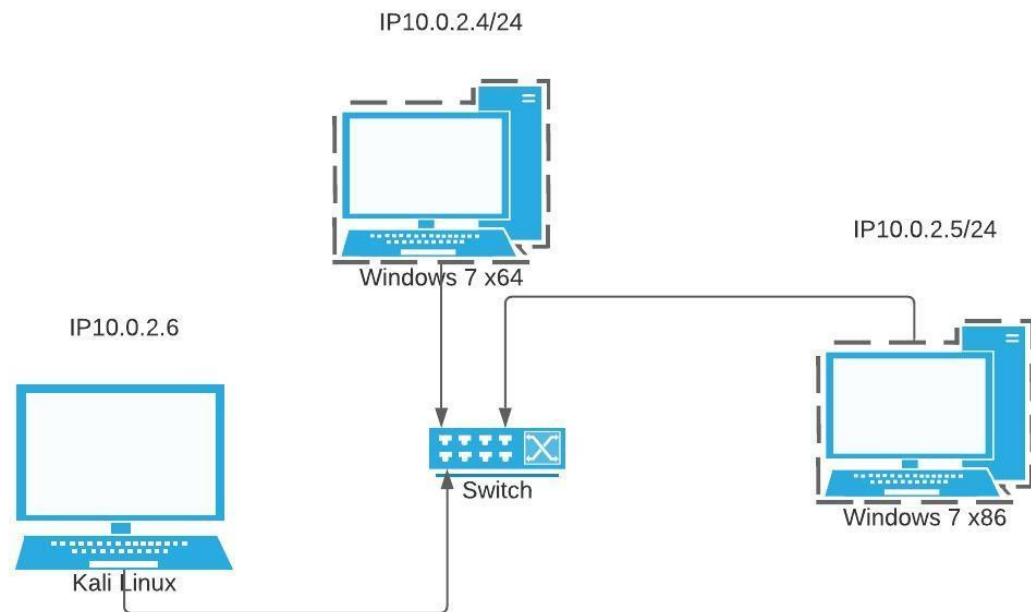 IP10.0.2.4/24
Windows 7 x64
IP10.0.2.5/24
Windows 7 x86
IP10.0.2.6
Kali Linux
Switch